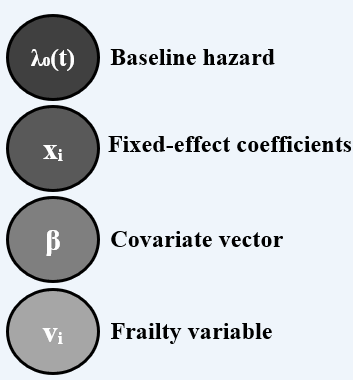 λ₀(t) Baseline hazard
xᵢ Fixed-effect coefficients
β Covariate vector
vᵢ Frailty variable